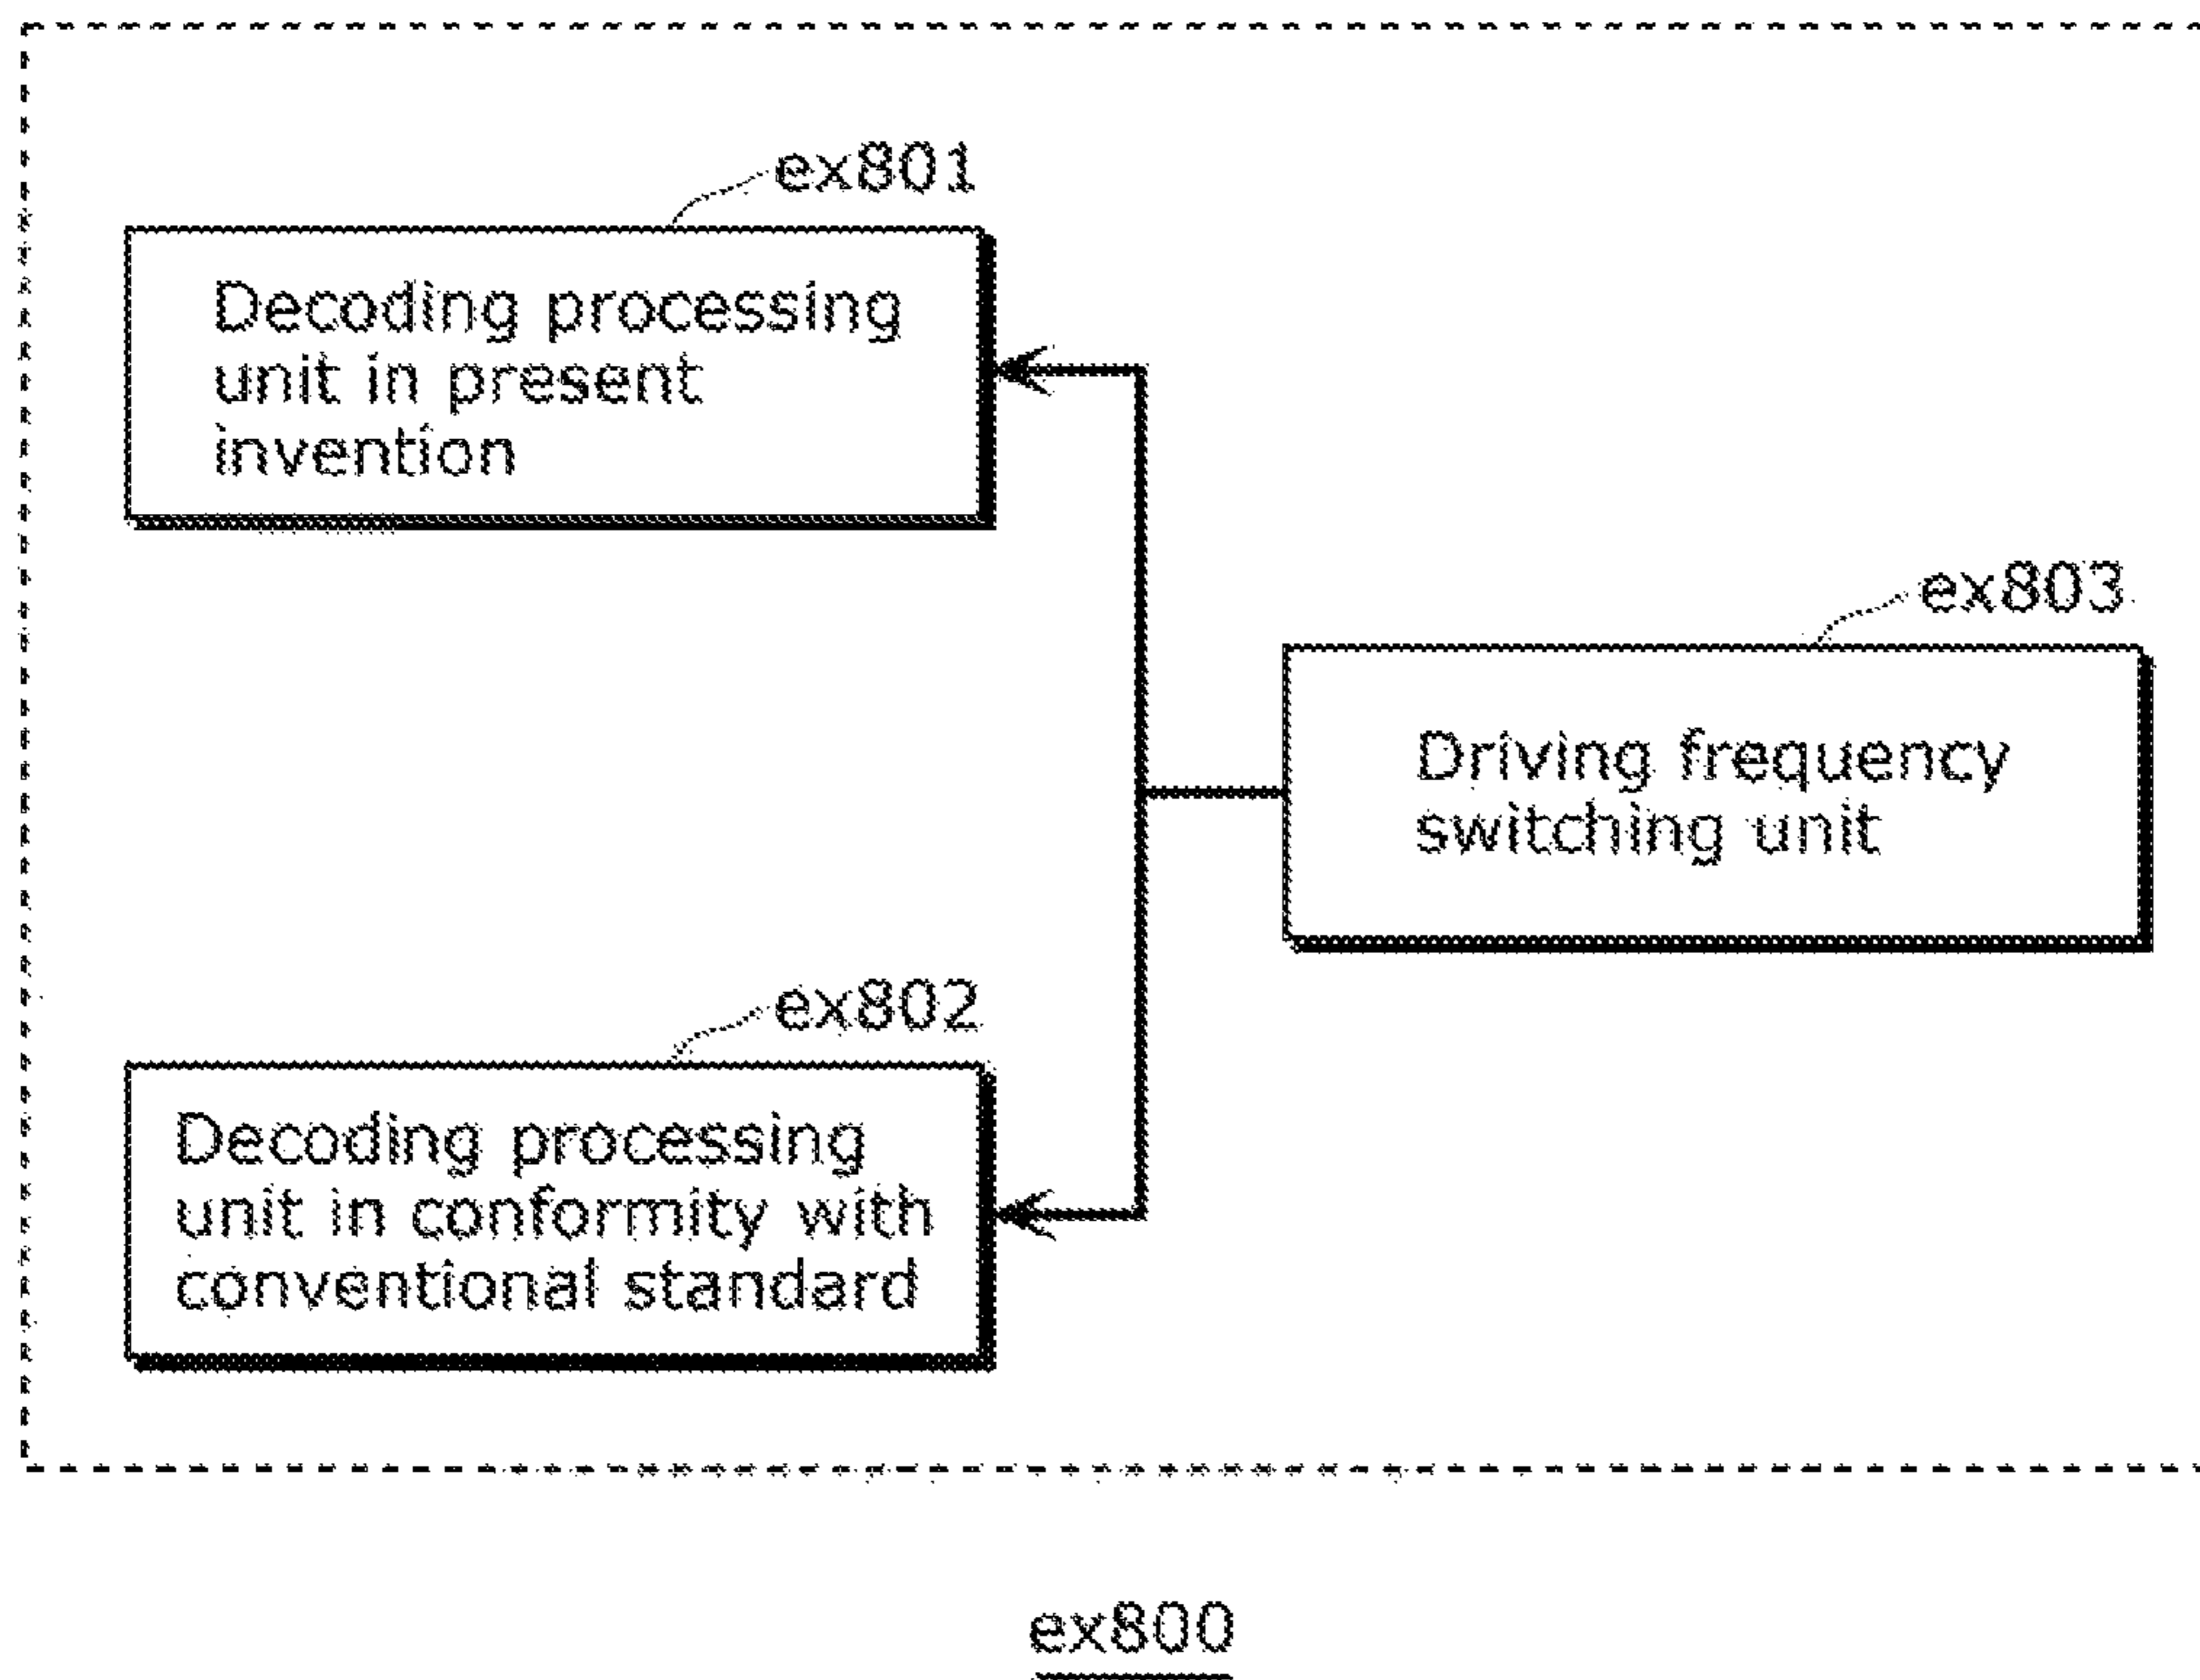 ex801
Decoding processing
unit in present
invention
ex803
Driving frequency
switching unit
ex802
Decoding processing
unit in conformity with
conventional standard
ex800